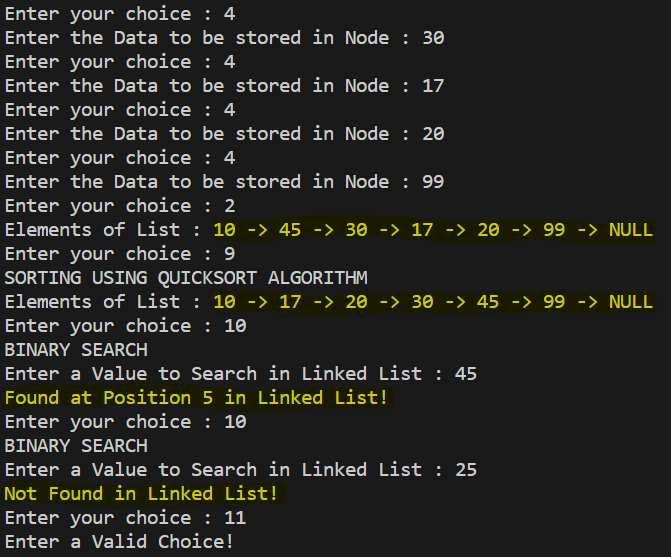 Enter your choice : 4
Enter the Data to be stored in Node : 30
Enter your choice : 4
Enter the Data to be stored in Node : 17
Enter your choice : 4
Enter the Data to be stored in Node : 20
Enter your choice : 4
Enter the Data to be stored in Node : 99
Enter your choice : 2
Elements of List : 10 -> 45 -> 30 -> 17 -> 20 -> 99 -> NULL
Enter your choice : 9
SORTING USING QUICKSORT ALGORITHM
Elements of List : 10 -> 17 -> 20 -> 30 -> 45 -> 99 -> NULL
Enter your choice : 10
BINARY SEARCH
Enter a Value to Search in Linked List : 45
Found at Position 5 in Linked List!
Enter your choice : 10
BINARY SEARCH
Enter a Value to Search in Linked List : 25
Not Found in Linked List!
Enter your choice : 11
Enter a Valid Choice!